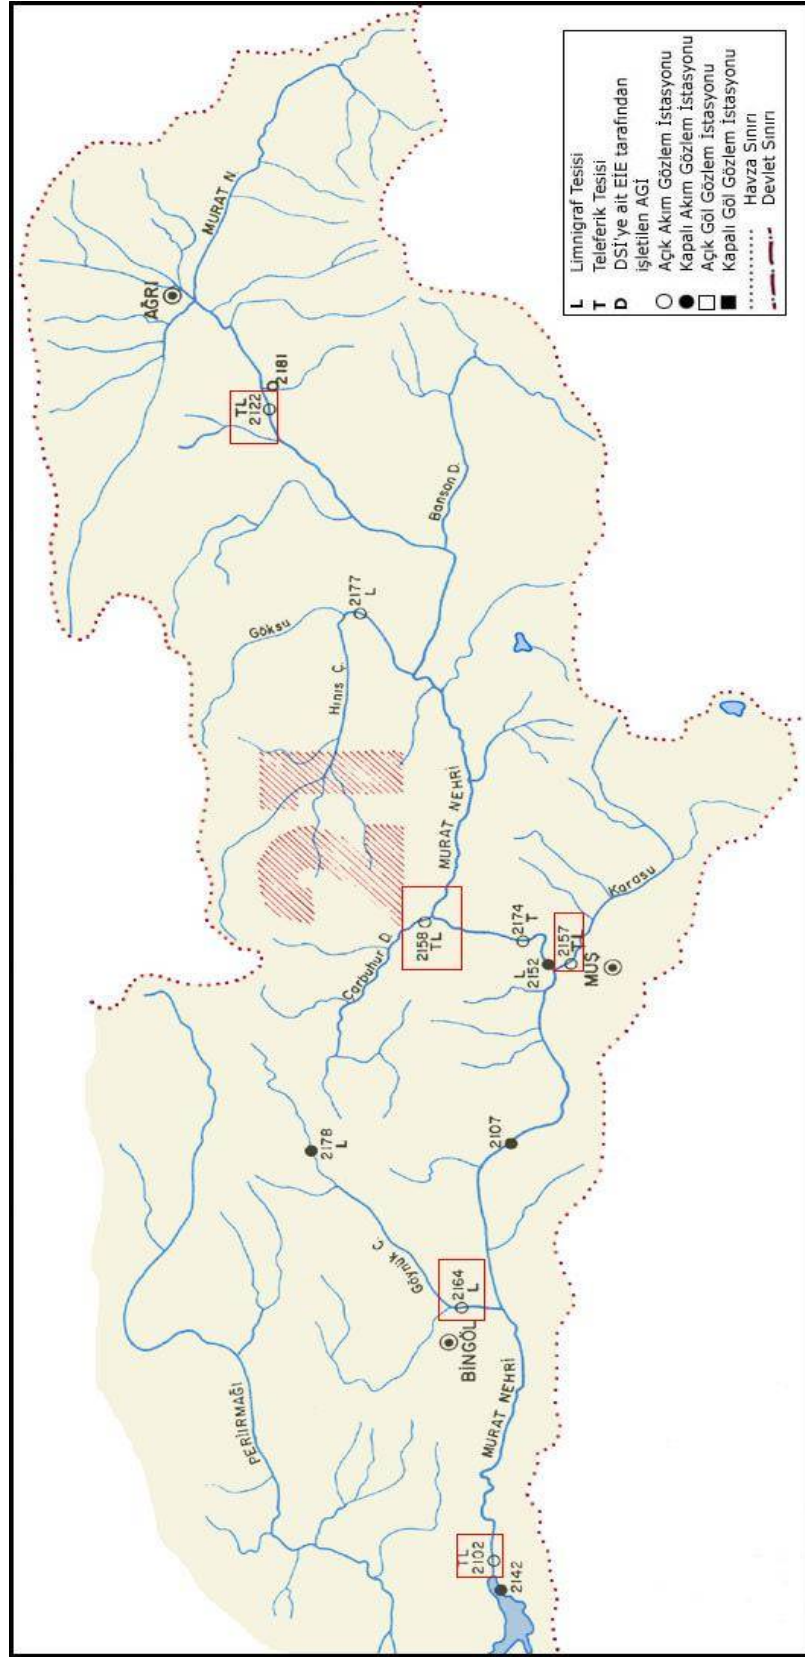 L Limnigraf Tesisi
T Teleferik Tesisi
D DSİ'ye ait EİE tarafından
işletilen AGİ
Açık Akım Gözlem İstasyonu
Kapalı Akım Gözlem İstasyonu
Açık Göl Gözlem İstasyonu
Kapalı Göl Gözlem İstasyonu
Havza Sınırı
Devlet Sınırı
PERİ IRMAĞI
BİNGÖL
Göynük Ç.
2164
L
2178
L
TL
2102
2142
MURAT NEHRİ
2107
Çarbuhur D.
2158
TL
21
L
2152
2174
T
2157
TL
MUŞ
Karasu
MURAT NEHRİ
Hınıs Ç.
Göksu
2177
L
Banson D.
TL
2122
D
2181
AĞRI
MURAT N